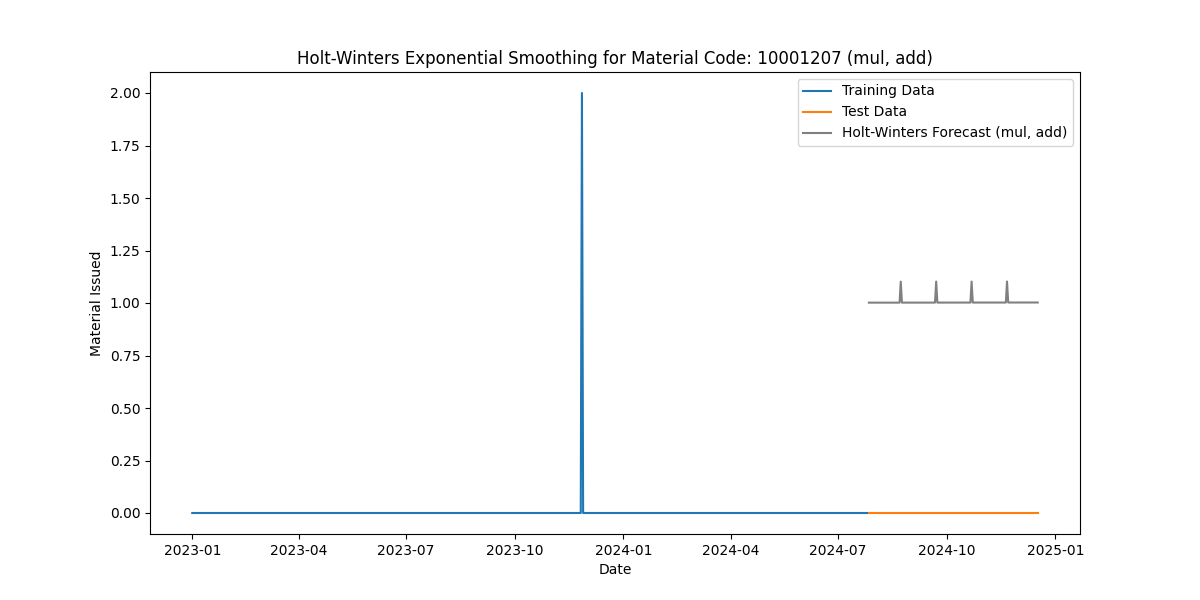 Holt-Winters Exponential Smoothing for Material Code: 10001207 (mul, add)
Training Data
Test Data
Holt-Winters Forecast (mul, add)
Material Issued
2.00
1.75
1.50
1.25
1.00
0.75
0.50
0.25
0.00
2023-01 2023-04 2023-07 2023-10 2024-01 2024-04 2024-07 2024-10 2025-01
Date